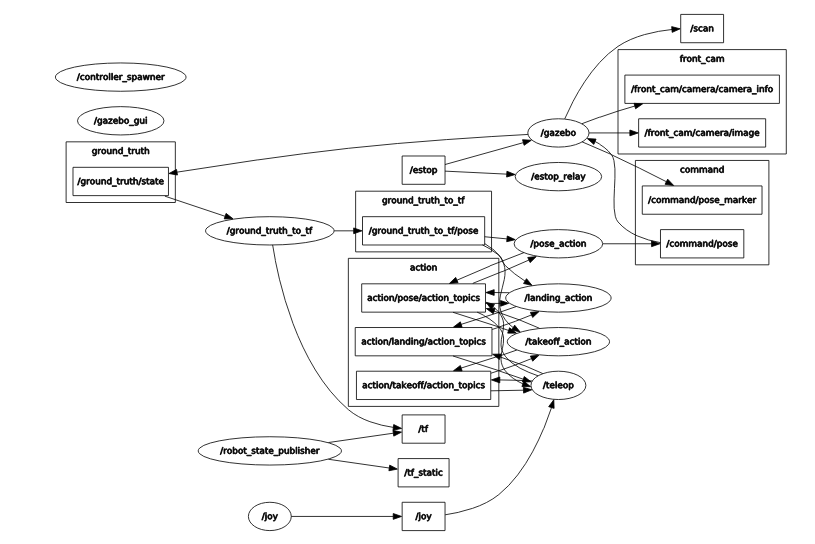 /scan
front_cam
/controller_spawner
/front_cam/camera/camera_info
/gazebo_gui
/gazebo
/front_cam/camera/image
ground_truth
/estop
/estop_relay
command
/ground_truth/state
ground_truth_to_tf
/command/pose_marker
/ground_truth_to_tf
/ground_truth_to_tf/pose
/pose_action
/command/pose
action
action/pose/action_topics
/landing_action
action/landing/action_topics
/takeoff_action
action/takeoff/action_topics
/teleop
/tf
/robot_state_publisher
/tf_static
/joy
/joy